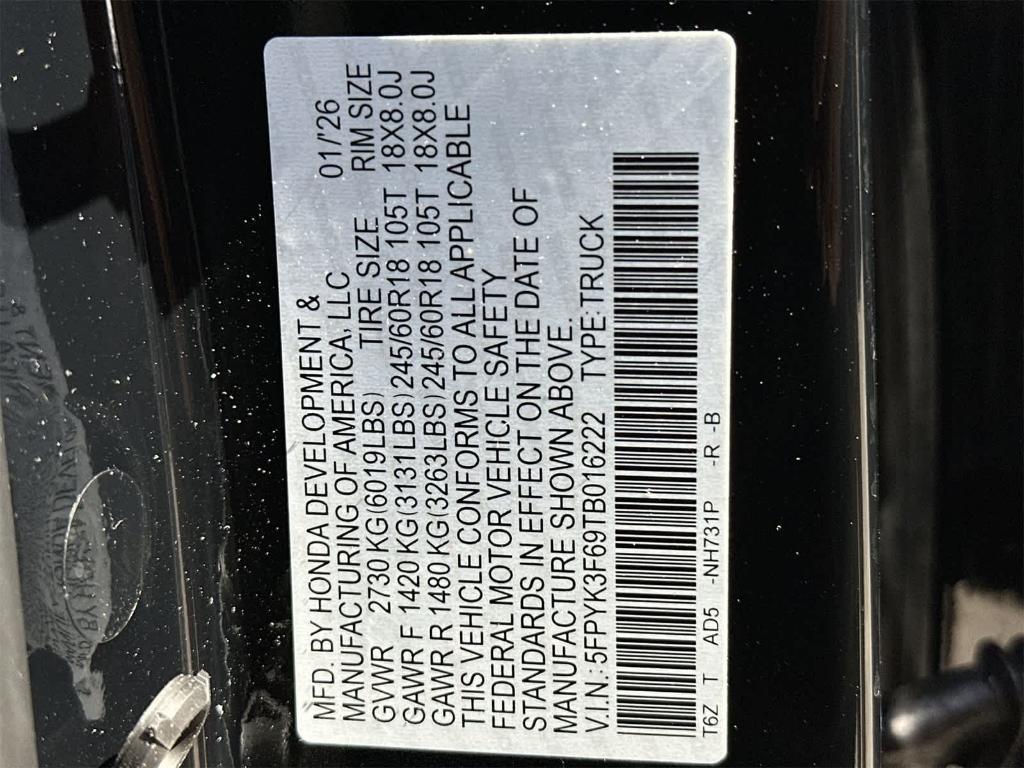 MFD. BY HONDA DEVELOPMENT &
MANUFACTURING OF AMERICA, LLC 01/'26
GVWR 2730 KG(6019LBS) TIRE SIZE RIM SIZE
GAWR F 1420 KG(3131LBS) 245/60R18 105T 18X8.0J
GAWR R 1480 KG(3263LBS) 245/60R18 105T 18X8.0J
THIS VEHICLE CONFORMS TO ALL APPLICABLE
FEDERAL MOTOR VEHICLE SAFETY
STANDARDS IN EFFECT ON THE DATE OF
MANUFACTURE SHOWN ABOVE.
V.I.N.: 5FPYK3F69TB016222 TYPE: TRUCK
T6Z T AD5 -NH731P -R -B